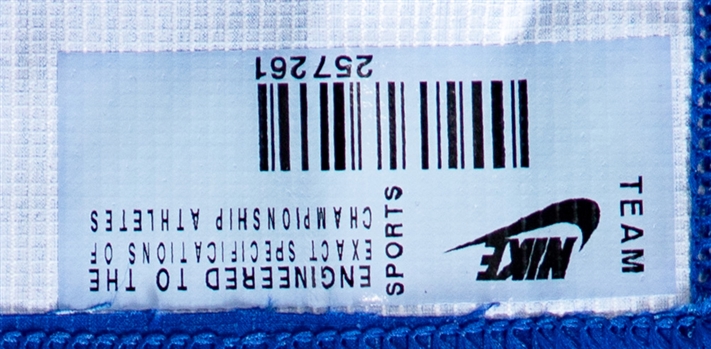 TEAM
NIKE
SPORTS
ENGINEERED TO THE
EXACT SPECIFICATIONS OF
CHAMPIONSHIP ATHLETES
257261